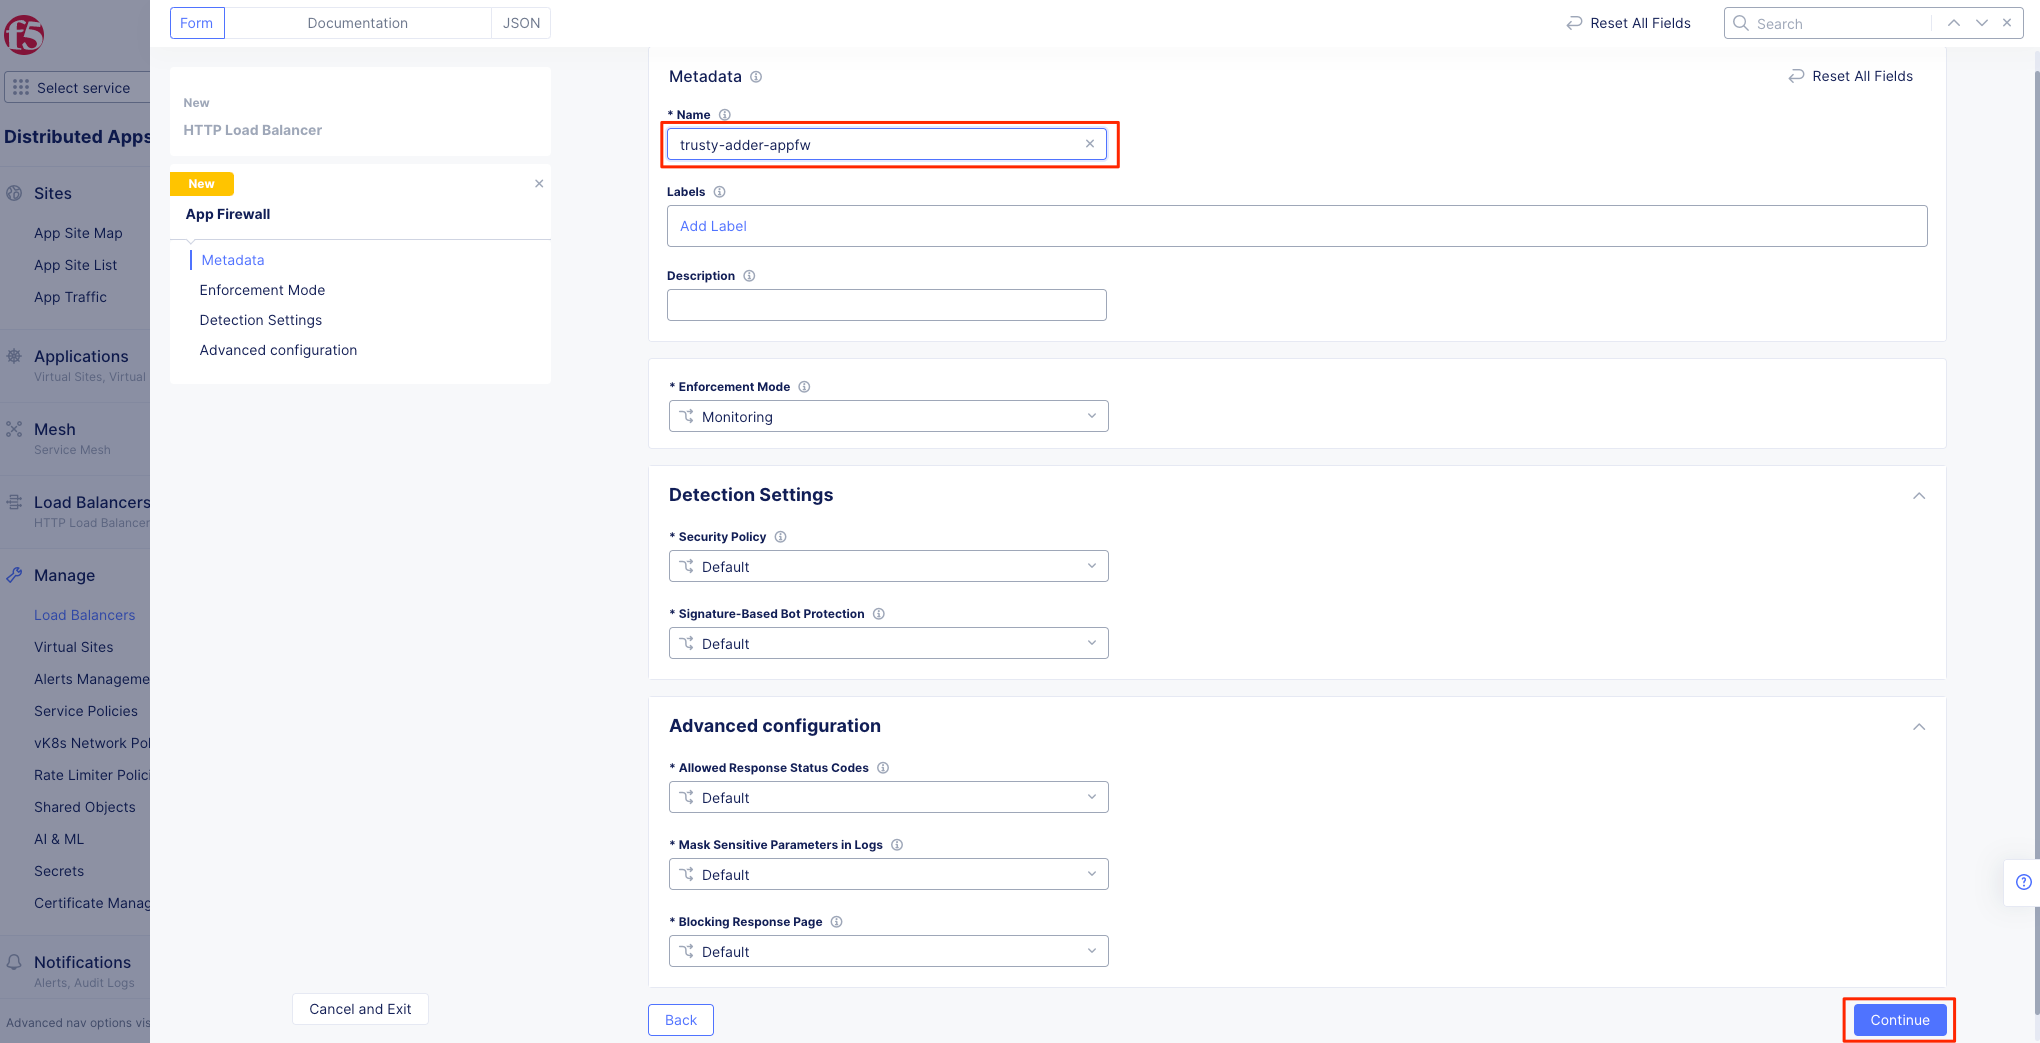 Form
Documentation
JSON
Reset All Fields
Search
f5
Select service
Distributed Apps
Sites
App Site Map
App Site List
App Traffic
Applications
Virtual Sites, Virtual
Mesh
Service Mesh
Load Balancers
HTTP Load Balancer
Manage
Load Balancers
Virtual Sites
Alerts Manageme
Service Policies
vK8s Network Pol
Rate Limiter Polici
Shared Objects
AI & ML
Secrets
Certificate Manag
Notifications
Alerts, Audit Logs
Advanced nav options vis
New
HTTP Load Balancer
New
App Firewall
Metadata
Enforcement Mode
Detection Settings
Advanced configuration
Cancel and Exit
Metadata
Reset All Fields
* Name
trusty-adder-appfw
Labels
Add Label
Description
* Enforcement Mode
Monitoring
Detection Settings
* Security Policy
Default
* Signature-Based Bot Protection
Default
Advanced configuration
* Allowed Response Status Codes
Default
* Mask Sensitive Parameters in Logs
Default
* Blocking Response Page
Default
Back
Continue